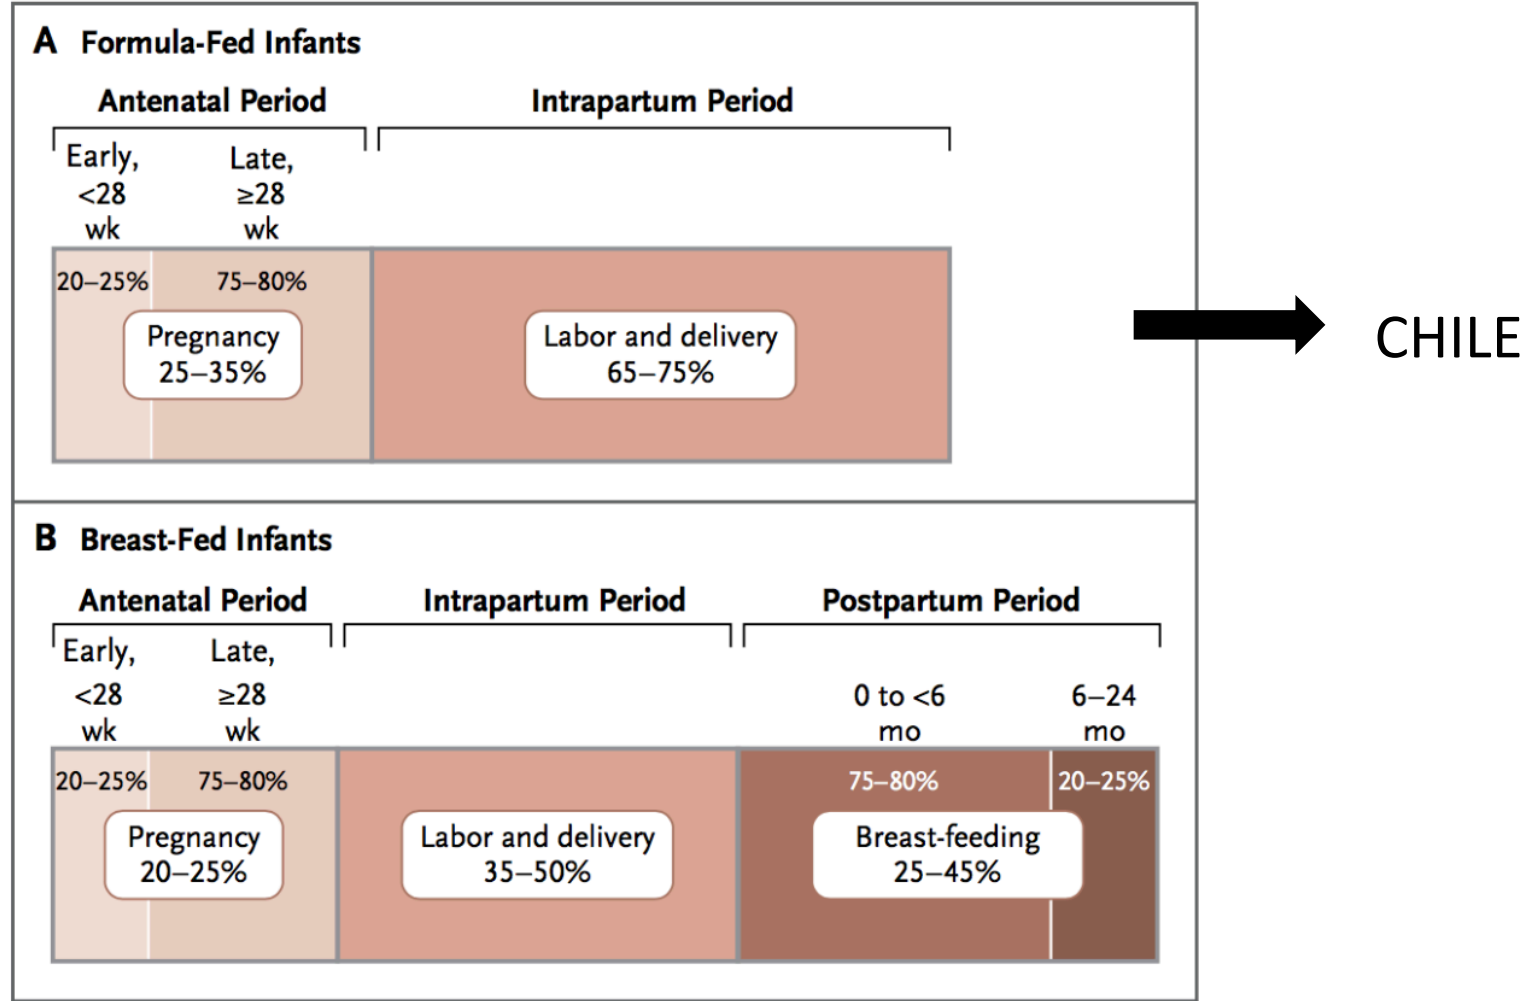 A Formula-Fed Infants
Antenatal Period Intrapartum Period
Early, Late,
<28 ≥28
wk wk
20–25% 75–80%
Pregnancy Labor and delivery
25–35% 65–75%
CHILE
B Breast-Fed Infants
Antenatal Period Intrapartum Period Postpartum Period
Early, Late,
<28 ≥28 0 to <6 6–24
wk wk mo mo
20–25% 75–80% 75–80% 20–25%
Pregnancy Labor and delivery Breast-feeding
20–25% 35–50% 25–45%